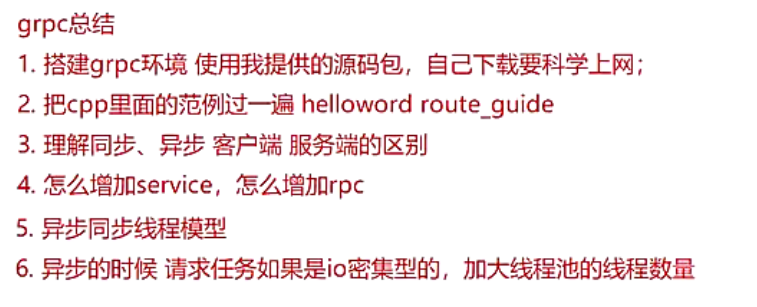 grpc总结
1. 搭建grpc环境 使用我提供的源码包，自己下载要科学上网；
2. 把cpp里面的范例过一遍 helloword route_guide
3. 理解同步、异步 客户端 服务端的区别
4. 怎么增加service，怎么增加rpc
5. 异步同步线程模型
6. 异步的时候 请求任务如果是io密集型的，加大线程池的线程数量